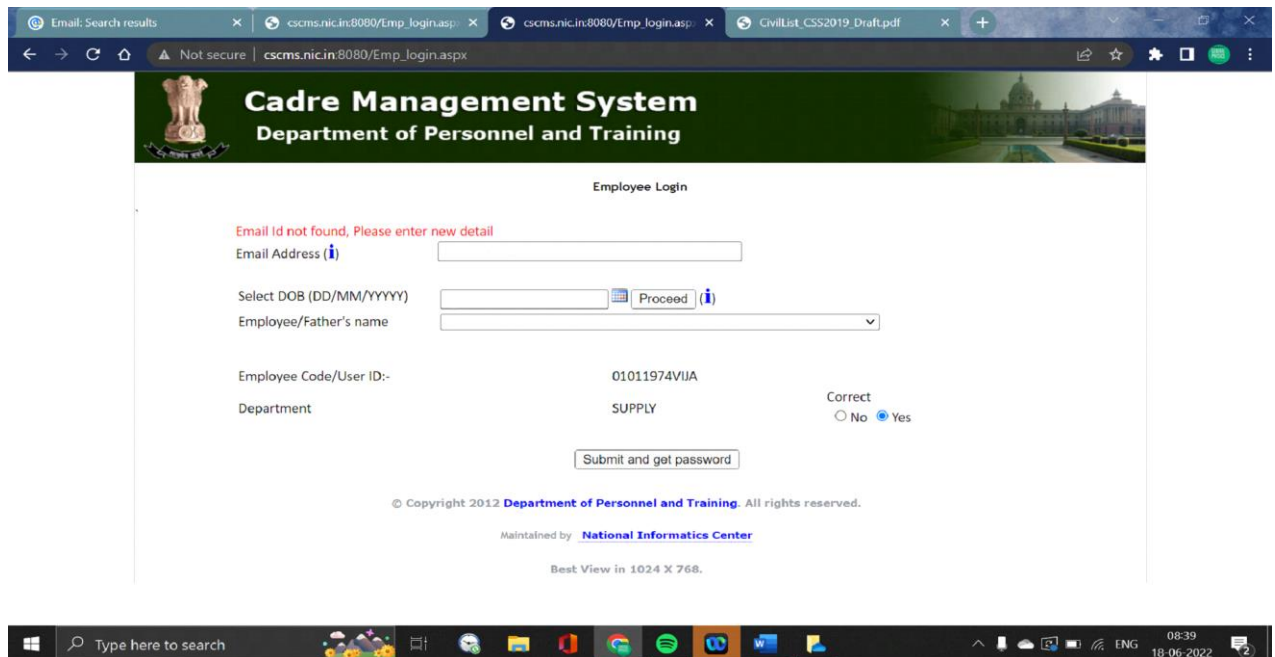 Email: Search results
cscms.nic.in:8080/Emp_login.asp
cscms.nic.in:8080/Emp_login.asp
CivilList_CSS2019_Draft.pdf
Not secure | cscms.nic.in:8080/Emp_login.aspx
Cadre Management System
Department of Personnel and Training
Employee Login
Email Id not found, Please enter new detail
Email Address (i)
Select DOB (DD/MM/YYYYY) Proceed (i)
Employee/Father's name
Employee Code/User ID:- 01011974VIJA
Correct
Department SUPPLY No Yes
Submit and get password
© Copyright 2012 Department of Personnel and Training. All rights reserved.
Maintained by National Informatics Center
Best View in 1024 X 768.
Type here to search
ENG
08:39
18-06-2022
2